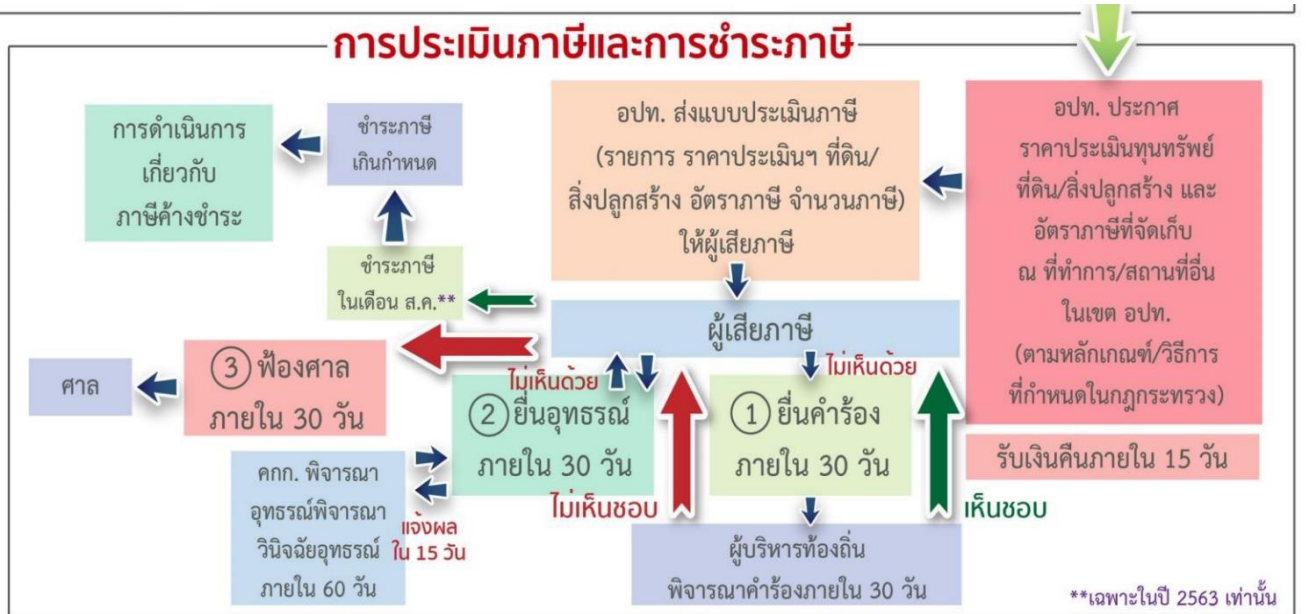 การประเมินภาษีและการชำระภาษี
อปท. ประกาศ
ราคาประเมินทุนทรัพย์
ที่ดิน/สิ่งปลูกสร้าง และ
อัตราภาษีที่จัดเก็บ
ณ ที่ทำการ/สถานที่อื่น
ในเขต อปท.
(ตามหลักเกณฑ์/วิธีการ
ที่กำหนดในกฎกระทรวง)
อปท. ส่งแบบประเมินภาษี
(รายการ ราคาประเมินฯ ที่ดิน/
สิ่งปลูกสร้าง อัตราภาษี จำนวนภาษี)
ให้ผู้เสียภาษี
ชำระภาษี
เกินกำหนด
การดำเนินการ
เกี่ยวกับ
ภาษีค้างชำระ
ชำระภาษี
ในเดือน ส.ค.**
ผู้เสียภาษี
ไม่เห็นด้วย
ไม่เห็นด้วย
1 ยื่นคำร้อง
ภายใน 30 วัน
2 ยื่นอุทธรณ์
ภายใน 30 วัน
3 ฟ้องศาล
ภายใน 30 วัน
ศาล
คกก. พิจารณา
อุทธรณ์พิจารณา
วินิจฉัยอุทธรณ์
ภายใน 60 วัน
แจ้งผล
ใน 15 วัน
ไม่เห็นชอบ
เห็นชอบ
รับเงินคืนภายใน 15 วัน
ผู้บริหารท้องถิ่น
พิจารณาคำร้องภายใน 30 วัน
**เฉพาะในปี 2563 เท่านั้น